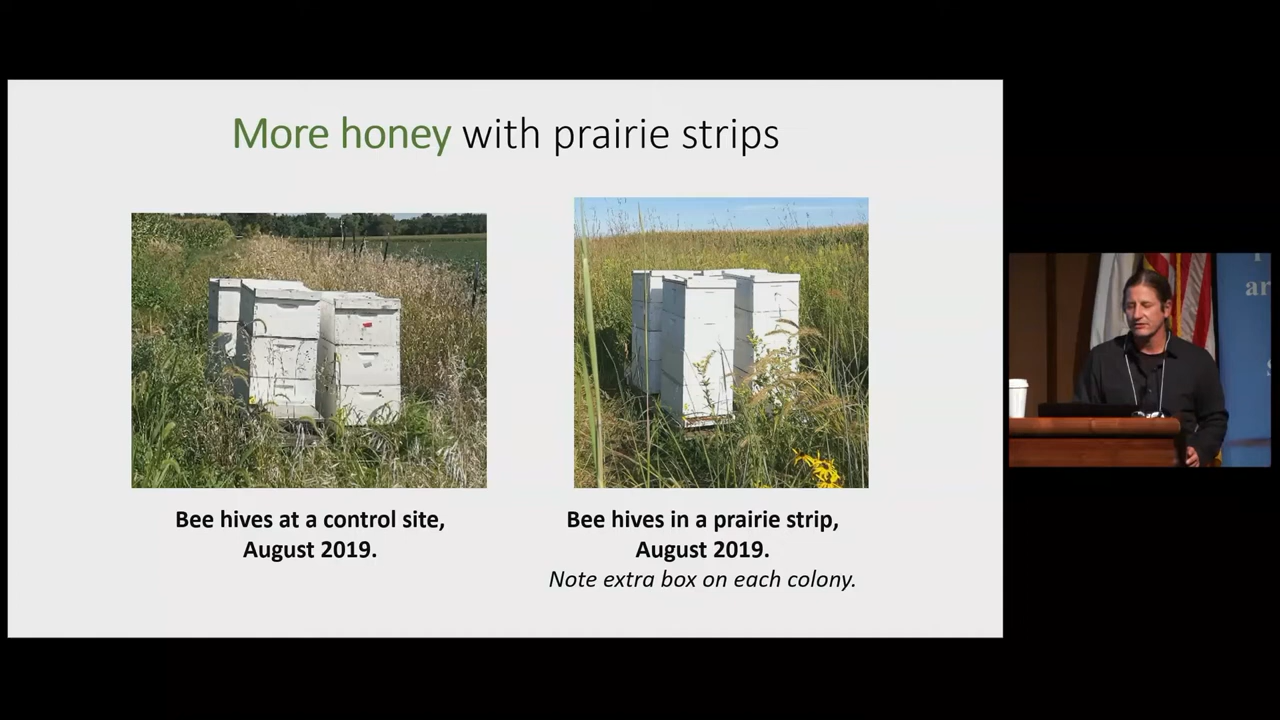 More honey with prairie strips
Bee hives at a control site,
August 2019.
Bee hives in a prairie strip,
August 2019.
Note extra box on each colony.